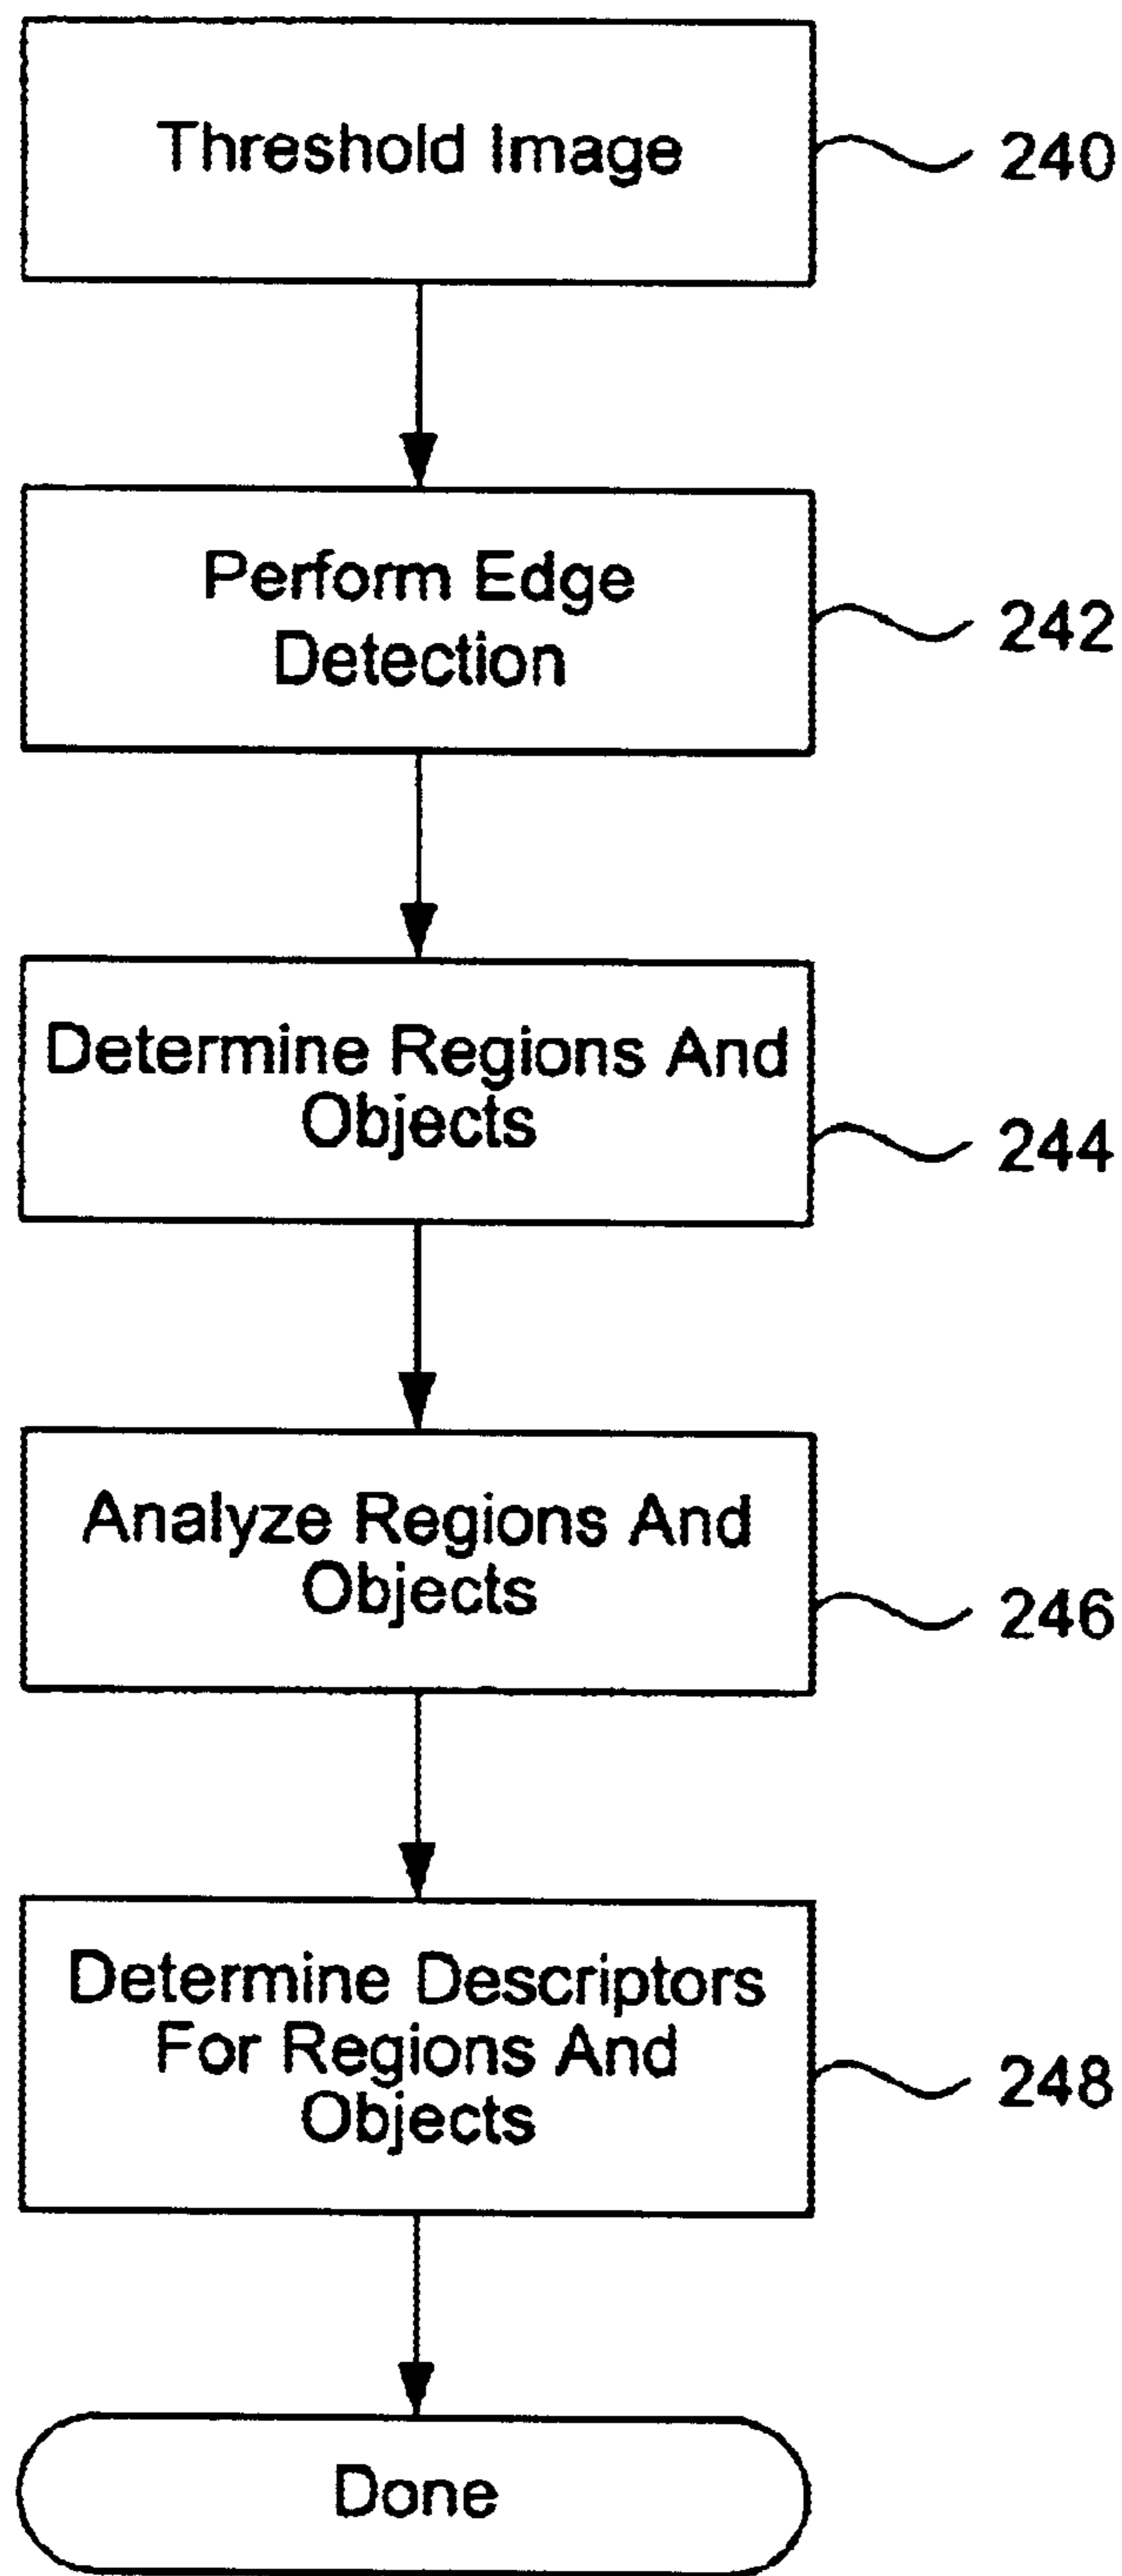 Threshold Image
240
Perform Edge
Detection
242
Determine Regions And
Objects
244
Analyze Regions And
Objects
246
Determine Descriptors
For Regions And
Objects
248
Done